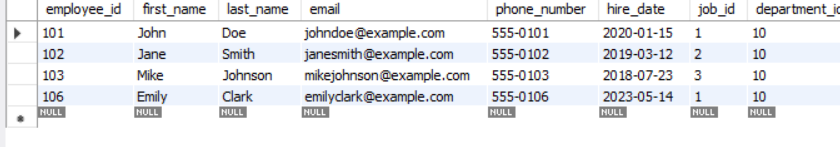 employee_id first_name last_name email phone_number hire_date job_id department_id
101 John Doe johndoe@example.com 555-0101 2020-01-15 1 10
102 Jane Smith janesmith@example.com 555-0102 2019-03-12 2 10
103 Mike Johnson mikejohnson@example.com 555-0103 2018-07-23 3 10
106 Emily Clark emilyclark@example.com 555-0106 2023-05-14 1 10
NULL NULL NULL NULL NULL NULL NULL NULL